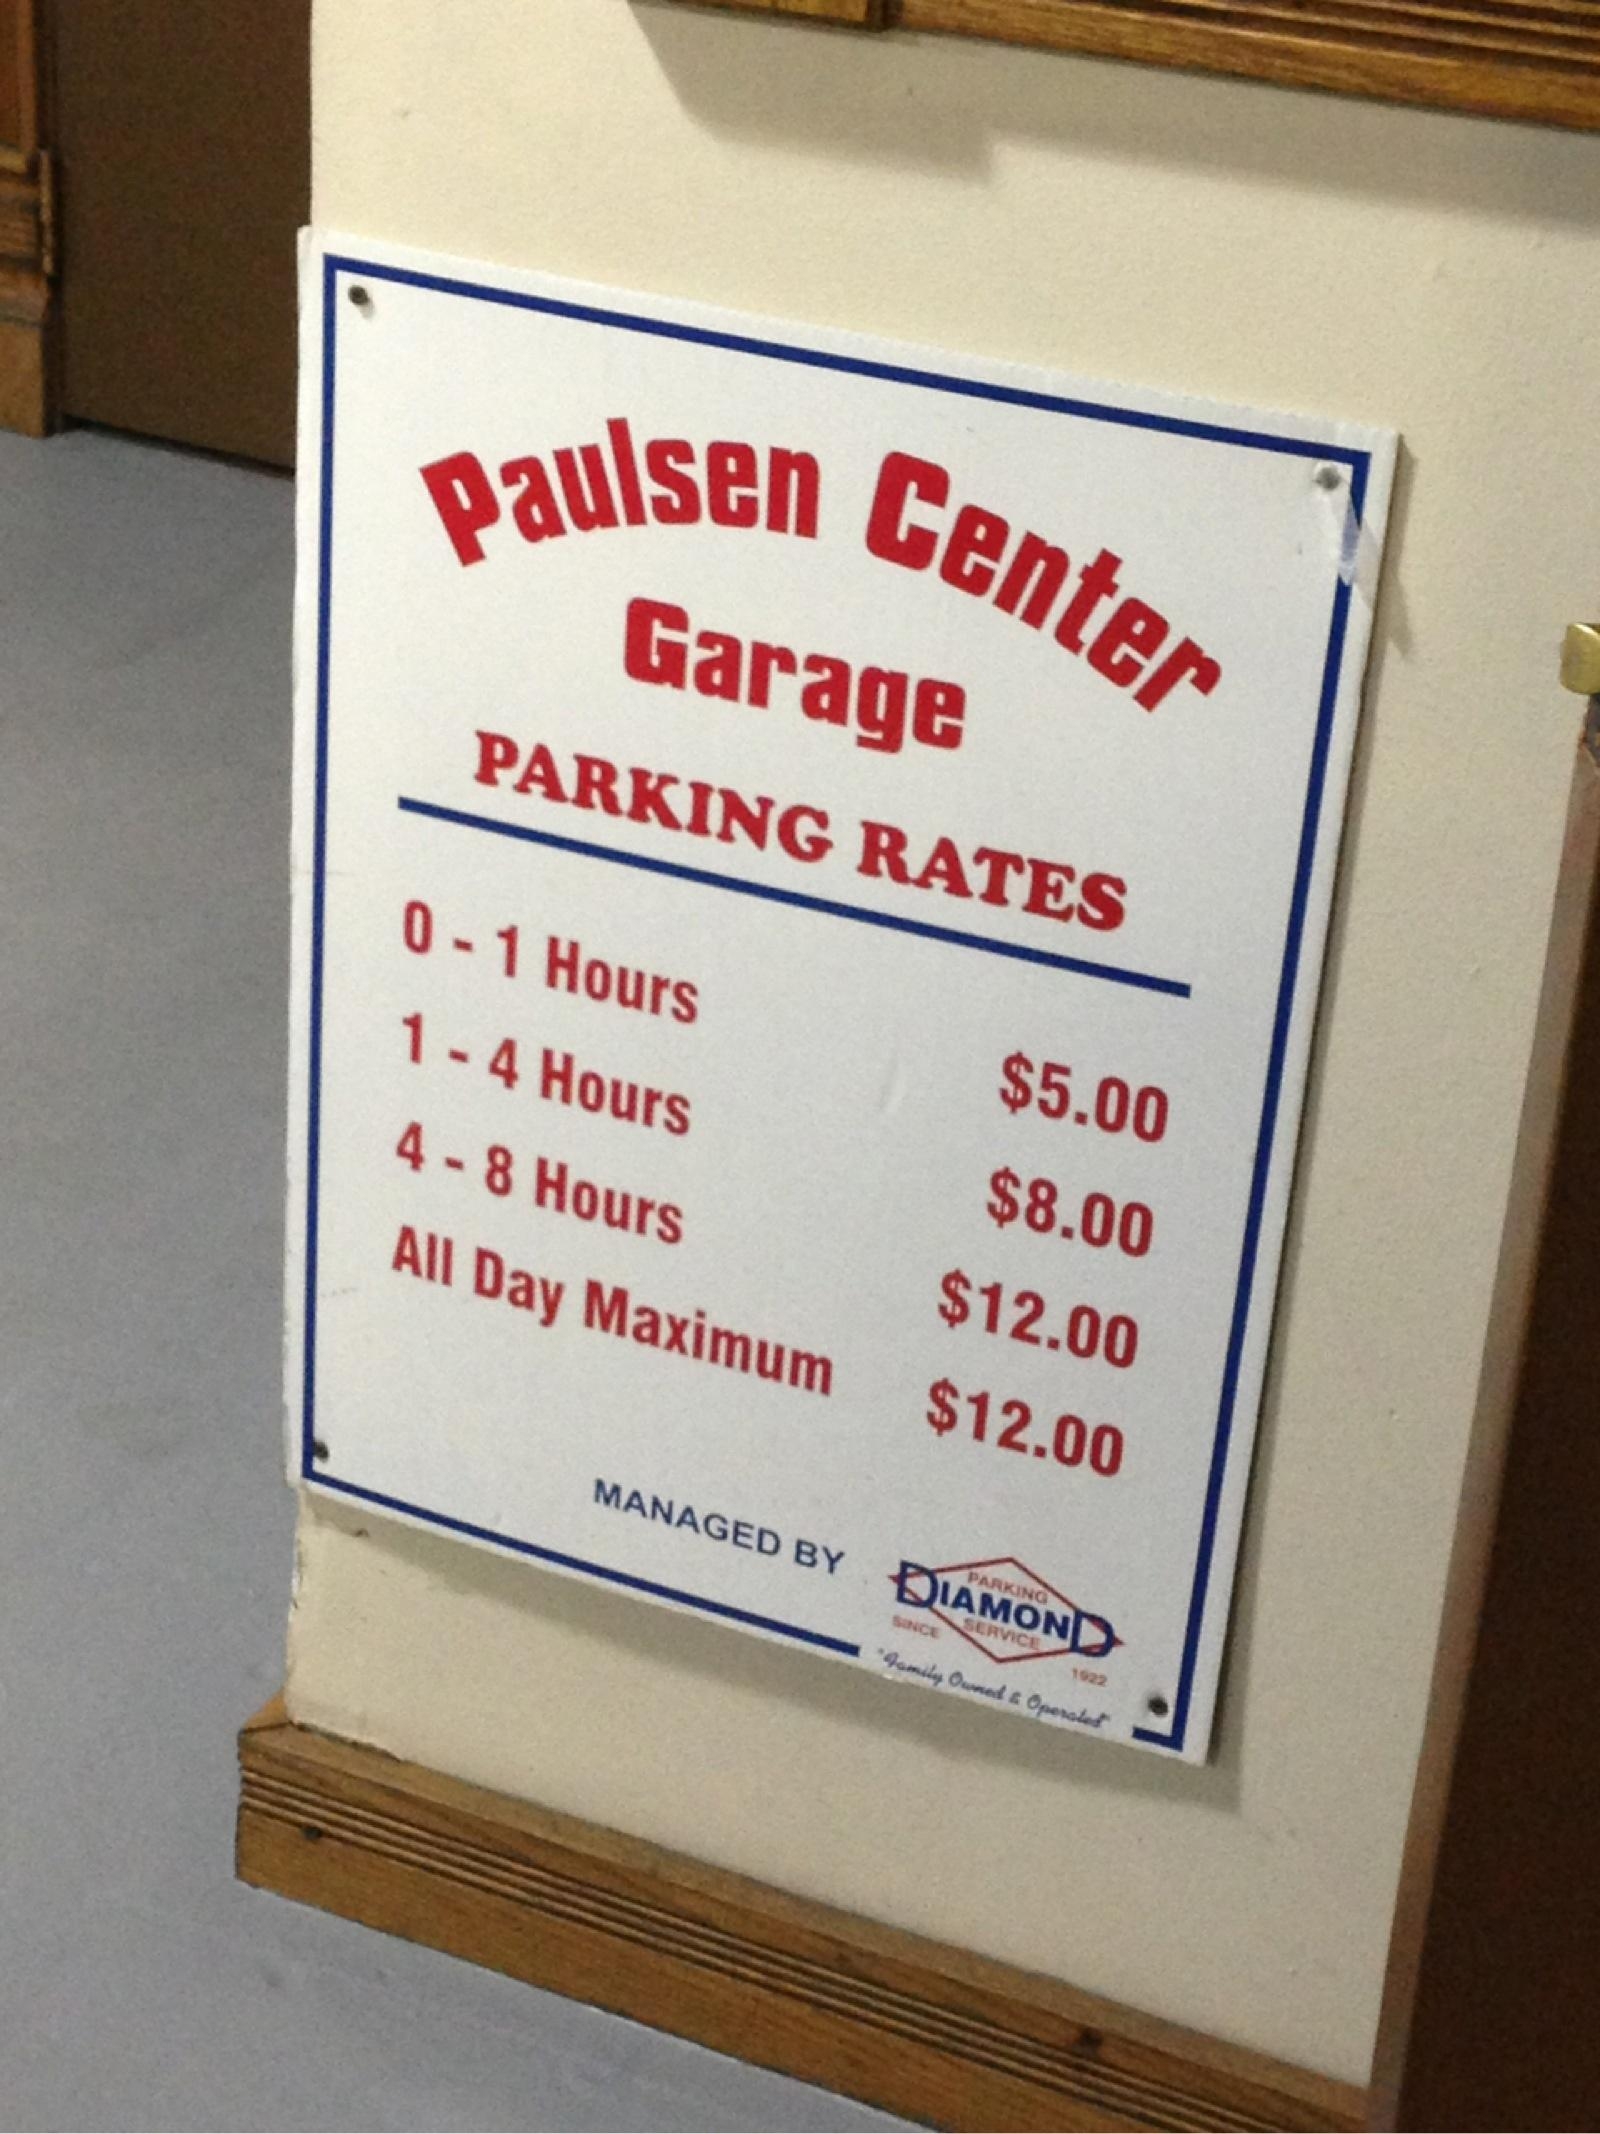 Paulsen Center
Garage
PARKING RATES
0 - 1 Hours $5.00
1 - 4 Hours $8.00
4 - 8 Hours $12.00
All Day Maximum $12.00
MANAGED BY
PARKING
DIAMOND
SINCE SERVICE 1922
"Family Owned & Operated"